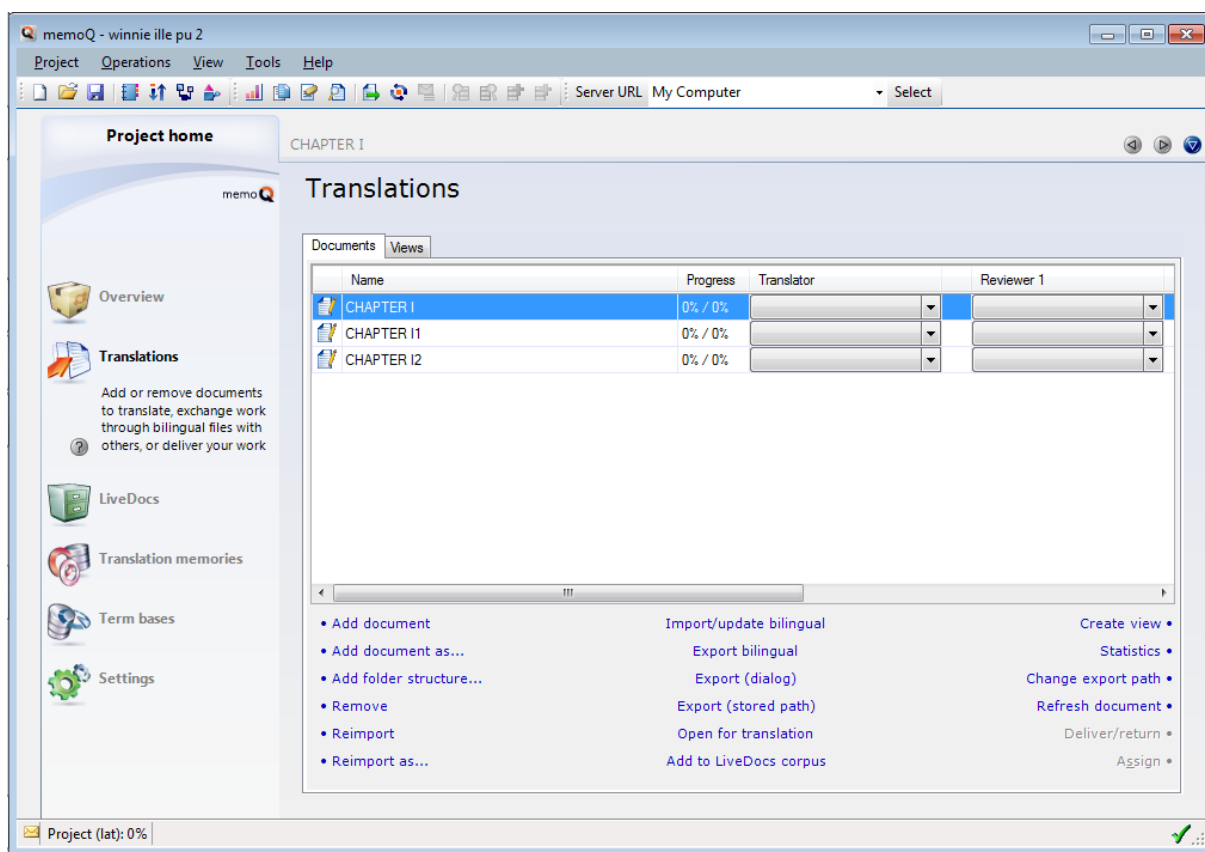 memoQ - winnie ille pu 2
Project Operations View Tools Help
Server URL My Computer Select
Project home
CHAPTER I
memoQ
Translations
Documents Views
Name Progress Translator Reviewer 1
CHAPTER I 0% / 0%
CHAPTER I1 0% / 0%
CHAPTER I2 0% / 0%
Overview
Translations
Add or remove documents
to translate, exchange work
through bilingual files with
others, or deliver your work
LiveDocs
Translation memories
Term bases
Settings
• Add document Import/update bilingual Create view •
• Add document as... Export bilingual Statistics •
• Add folder structure... Export (dialog) Change export path •
• Remove Export (stored path) Refresh document •
• Reimport Open for translation Deliver/return •
• Reimport as... Add to LiveDocs corpus Assign •
Project (lat): 0%